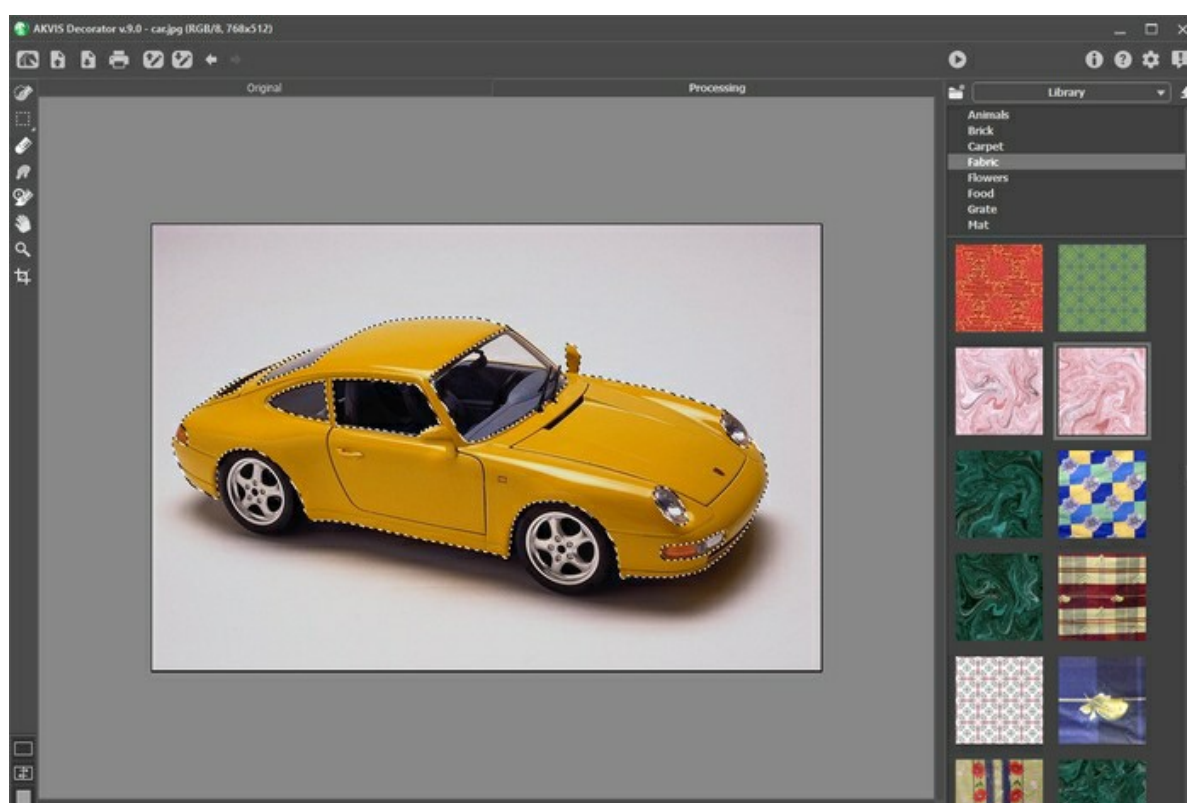 AKVIS Decorator v.9.0 - car.jpg (RGB/8, 768x512)
Original
Processing
Library
Animals
Brick
Carpet
Fabric
Flowers
Food
Grate
Mat